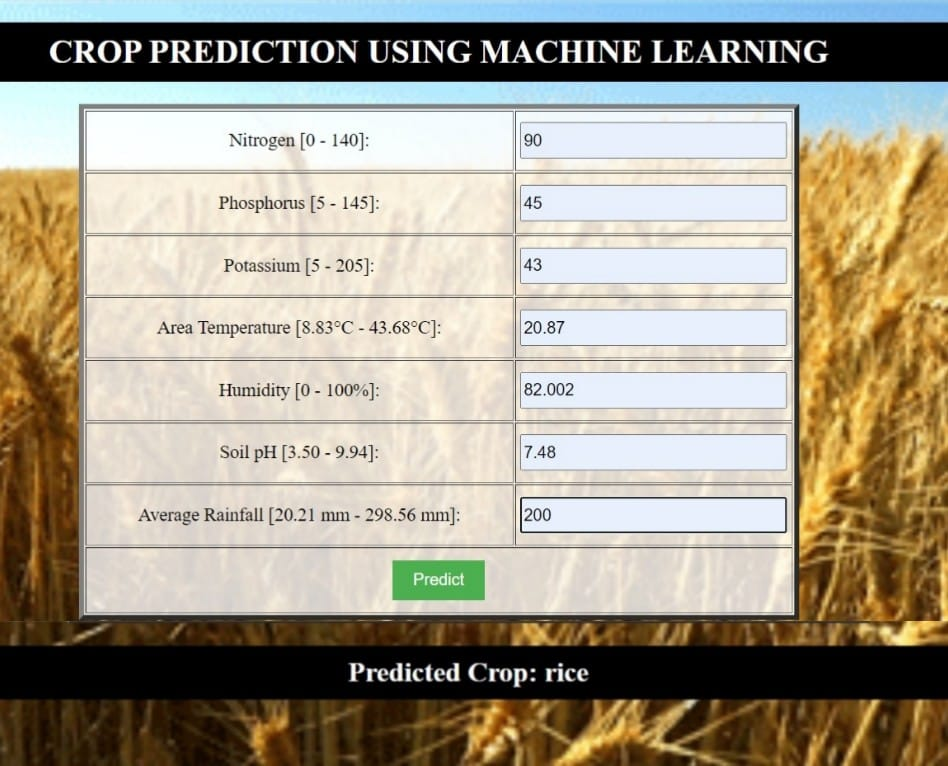 CROP PREDICTION USING MACHINE LEARNING
Nitrogen [0 - 140]: 90
Phosphorus [5 - 145]: 45
Potassium [5 - 205]: 43
Area Temperature [8.83°C - 43.68°C]: 20.87
Humidity [0 - 100%]: 82.002
Soil pH [3.50 - 9.94]: 7.48
Average Rainfall [20.21 mm - 298.56 mm]: 200
Predict
Predicted Crop: rice